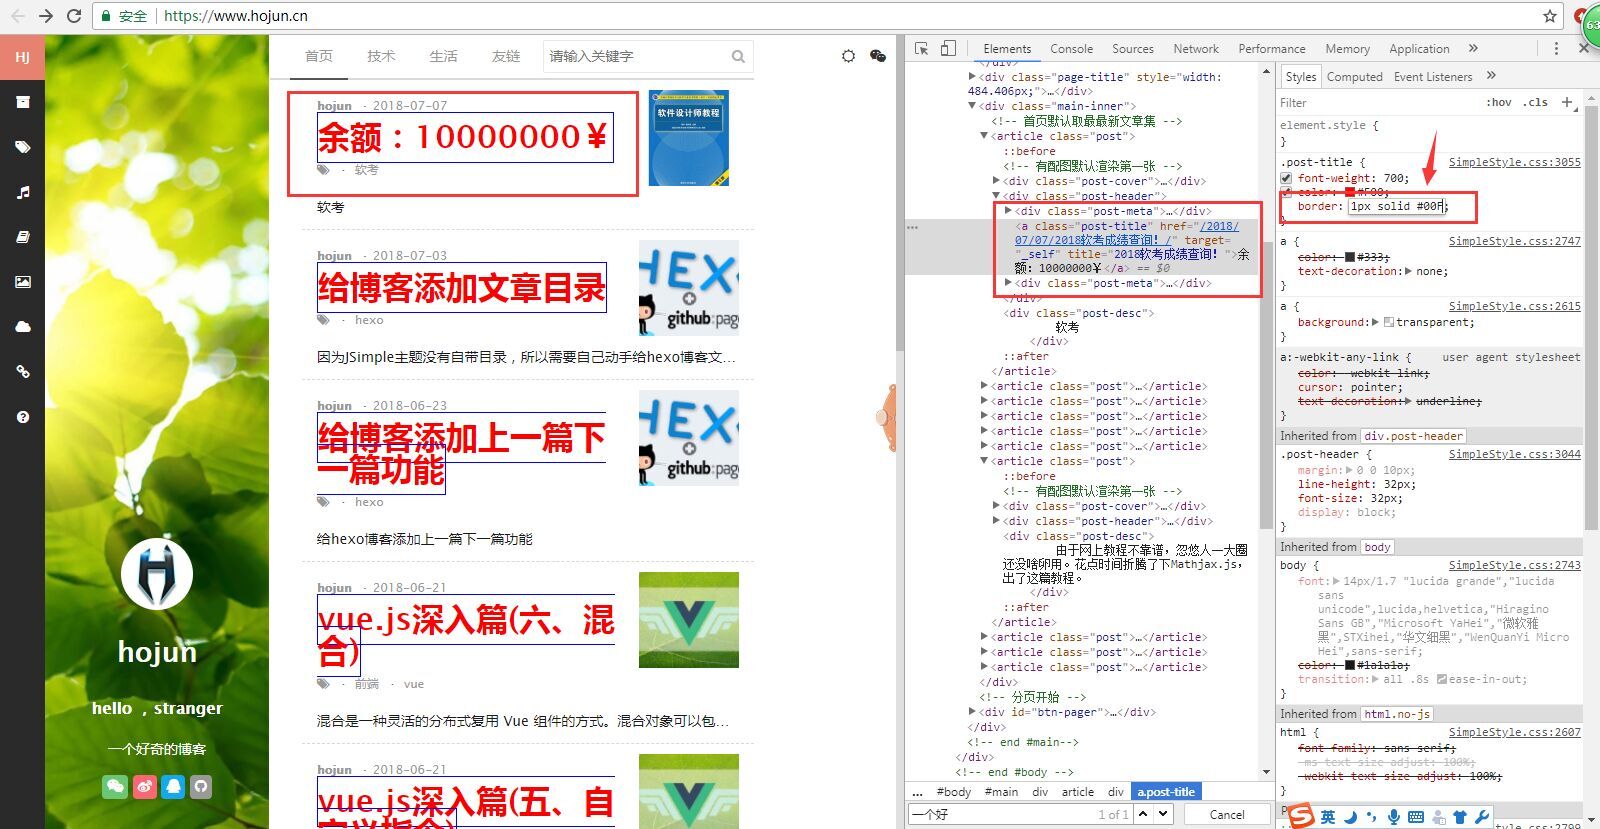 安全 https://www.hojun.cn
63
HJ
首页 技术 生活 友链 请输入关键字
hojun · 2018-07-07
余额：10000000￥
· 软考
软考
软件设计师教程
hojun · 2018-07-03
给博客添加文章目录
· hexo
因为JSimple主题没有自带目录，所以需要自己动手给hexo博客文...
HEX
github:page
hojun · 2018-06-23
给博客添加上一篇下
一篇功能
· hexo
给hexo博客添加上一篇下一篇功能
HEX
github:page
hojun · 2018-06-21
vue.js深入篇(六、混
合)
· 前端 · vue
混合是一种灵活的分布式复用 Vue 组件的方式。混合对象可以包...
hojun · 2018-06-21
vue.js深入篇(五、自
定义指令)
hojun
hello ，stranger
一个好奇的博客
Elements Console Sources Network Performance Memory Application »
</div>
<div class="page-title" style="width:
484.406px;">…</div>
<div class="main-inner">
<!-- 首页默认取最最新文章集 -->
<article class="post">
::before
<!-- 有配图默认渲染第一张 -->
<div class="post-cover">…</div>
<div class="post-header">
<div class="post-meta">…</div>
<a class="post-title" href="/2018/
07/07/2018软考成绩查询！/" target=
"_self" title="2018软考成绩查询！">余
额：10000000￥</a> == $0
<div class="post-meta">…</div>
</div>
<div class="post-desc">
软考
</div>
::after
</article>
<article class="post">…</article>
<article class="post">…</article>
<article class="post">…</article>
<article class="post">…</article>
<article class="post">…</article>
<article class="post">
::before
<!-- 有配图默认渲染第一张 -->
<div class="post-cover">…</div>
<div class="post-header">…</div>
<div class="post-desc">
由于网上教程不靠谱，忽悠人一大圈
还没啥卵用。花点时间折腾了下Mathjax.js，
出了这篇教程。
</div>
::after
</article>
<article class="post">…</article>
<article class="post">…</article>
<article class="post">…</article>
</div>
<!-- 分页开始 -->
<div id="btn-pager">…</div>
</div>
<!-- end #main-->
</div>
<!-- end #body -->
... #body #main div article div a.post-title
一个好 1 of 1 Cancel
Styles Computed Event Listeners »
Filter :hov .cls +
element.style {
}
.post-title { SimpleStyle.css:3055
font-weight: 700;
color: #F00;
border: 1px solid #00F;
}
a { SimpleStyle.css:2747
color: #333;
text-decoration: none;
}
a { SimpleStyle.css:2615
background: transparent;
}
a:-webkit-any-link { user agent stylesheet
color: -webkit-link;
cursor: pointer;
text-decoration: underline;
}
Inherited from div.post-header
.post-header { SimpleStyle.css:3044
margin: 0 0 10px;
line-height: 32px;
font-size: 32px;
display: block;
}
Inherited from body
body { SimpleStyle.css:2743
font: 14px/1.7 "lucida grande","lucida
sans
unicode",lucida,helvetica,"Hiragino
Sans GB","Microsoft YaHei","微软雅
黑",STXihei,"华文细黑","WenQuanYi Micro
Hei",sans-serif;
color: #1a1a1a;
transition: all .8s ease-in-out;
}
Inherited from html.no-js
html { SimpleStyle.css:2607
font-family: sans-serif;
-ms-text-size-adjust: 100%;
-webkit-text-size-adjust: 100%;
}
英